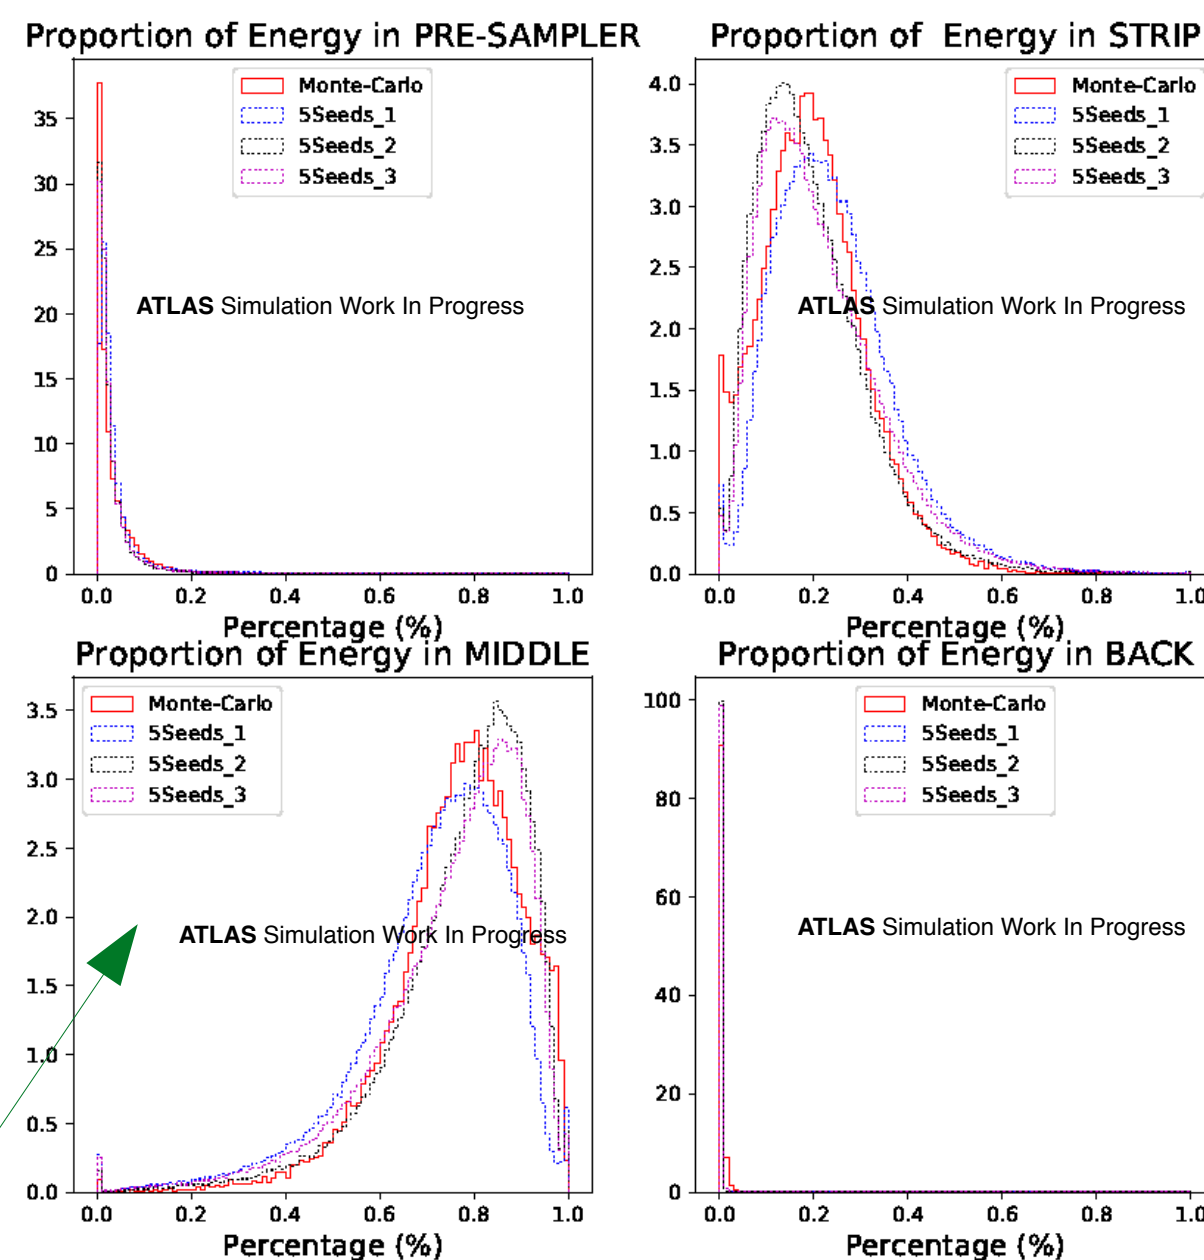 Proportion of Energy in PRE-SAMPLER
Monte-Carlo
5Seeds_1
5Seeds_2
5Seeds_3
ATLAS Simulation Work In Progress
35
30
25
20
15
10
5
0
0.0 0.2 0.4 0.6 0.8 1.0
Percentage (%)
Proportion of Energy in STRIP
Monte-Carlo
5Seeds_1
5Seeds_2
5Seeds_3
ATLAS Simulation Work In Progress
4.0
3.5
3.0
2.5
2.0
1.5
1.0
0.5
0.0
0.0 0.2 0.4 0.6 0.8 1.0
Percentage (%)
Proportion of Energy in MIDDLE
Monte-Carlo
5Seeds_1
5Seeds_2
5Seeds_3
ATLAS Simulation Work In Progress
3.5
3.0
2.5
2.0
1.5
1.0
0.5
0.0
0.0 0.2 0.4 0.6 0.8 1.0
Percentage (%)
Proportion of Energy in BACK
Monte-Carlo
5Seeds_1
5Seeds_2
5Seeds_3
ATLAS Simulation Work In Progress
100
80
60
40
20
0
0.0 0.2 0.4 0.6 0.8 1.0
Percentage (%)